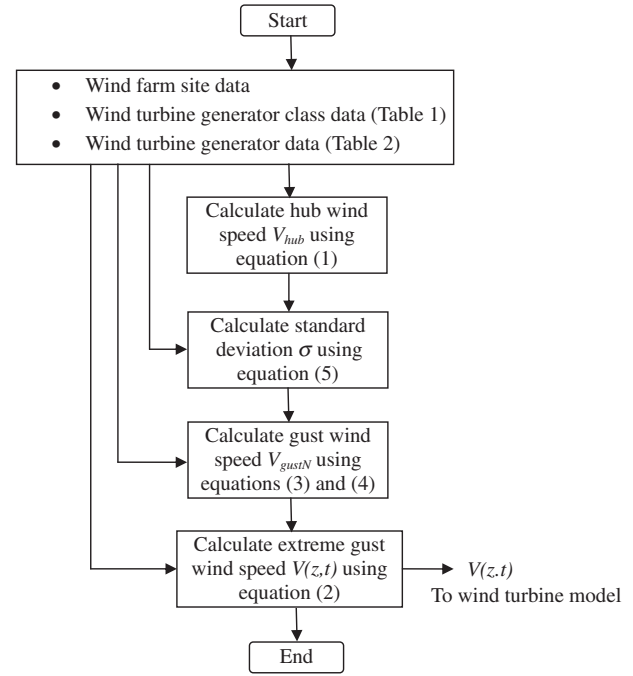 Start
• Wind farm site data
• Wind turbine generator class data (Table 1)
• Wind turbine generator data (Table 2)
Calculate hub wind
speed Vhub using
equation (1)
Calculate standard
deviation σ using
equation (5)
Calculate gust wind
speed VgustN using
equations (3) and (4)
Calculate extreme gust
wind speed V(z,t) using
equation (2)
V(z.t)
To wind turbine model
End